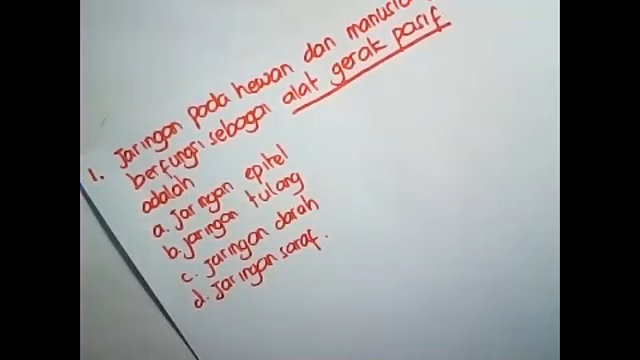 1. Jaringan pada hewan dan manusia
berfungsi sebagai alat gerak pasif
adalah
a. Jaringan epitel
b. jaringan tulang
c. jaringan darah
d. Jaringan saraf.